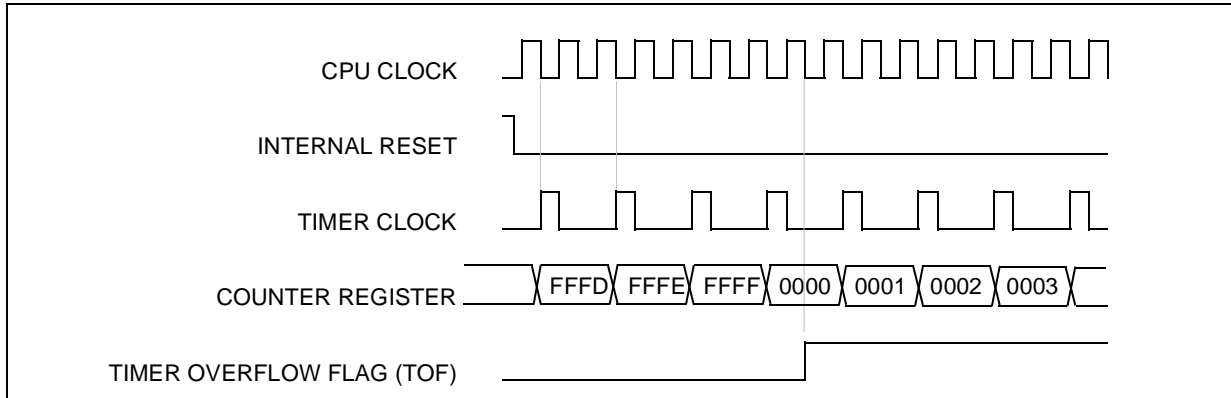 CPU CLOCK
INTERNAL RESET
TIMER CLOCK
COUNTER REGISTER FFFD FFFE FFFF 0000 0001 0002 0003
TIMER OVERFLOW FLAG (TOF)